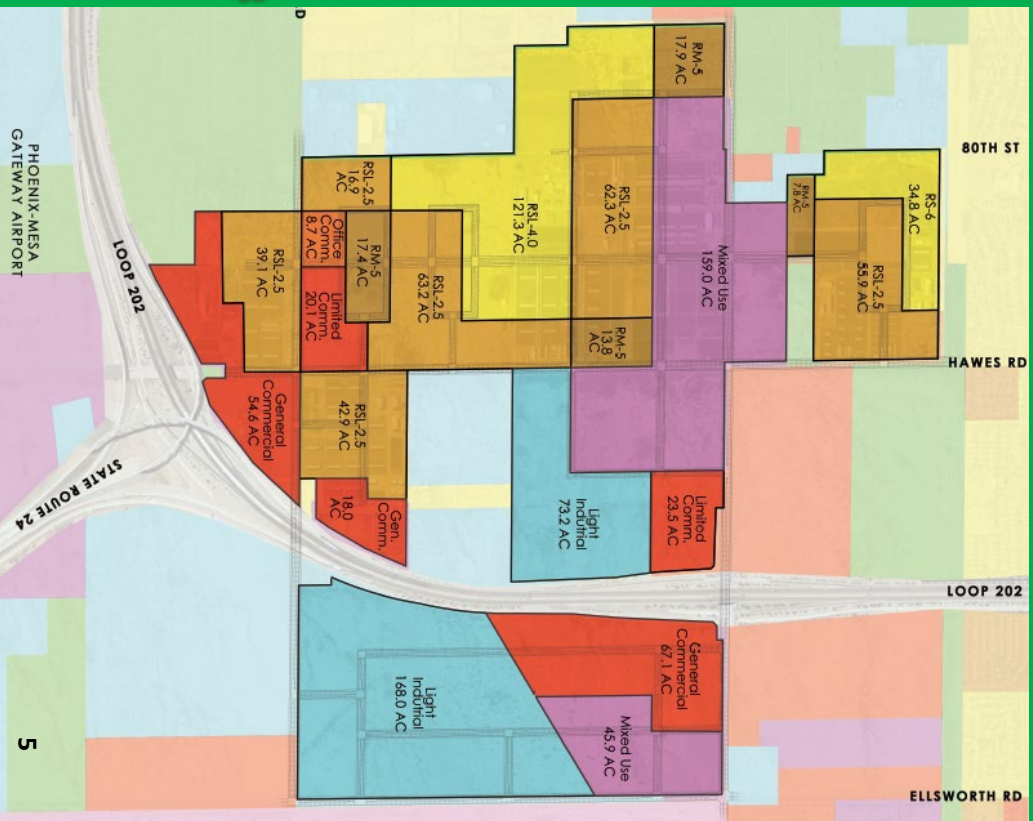 D
RM-5
17.9 AC
80TH ST
RS-6
34.8 AC
RM-5
7.8 AC
RSL-2.5
55.9 AC
RSL-2.5
16.9
AC
RSL-4.0
121.3 AC
RSL-2.5
62.3 AC
Mixed Use
159.0 AC
PHOENIX-MESA
GATEWAY AIRPORT
LOOP 202
RSL-2.5
39.1 AC
Office
Comm.
8.7 AC
RM-5
17.4 AC
Limited
Comm.
20.1 AC
RSL-2.5
63.2 AC
RM-5
13.8
AC
HAWES RD
General
Commercial
54.6 AC
RSL-2.5
42.9 AC
Gen.
Comm.
18.0
AC
Light
Indutrial
73.2 AC
Limited
Comm.
23.5 AC
STATE ROUTE 24
LOOP 202
General
Commercial
67.1 AC
Light
Indutrial
168.0 AC
Mixed Use
45.9 AC
5
ELLSWORTH RD